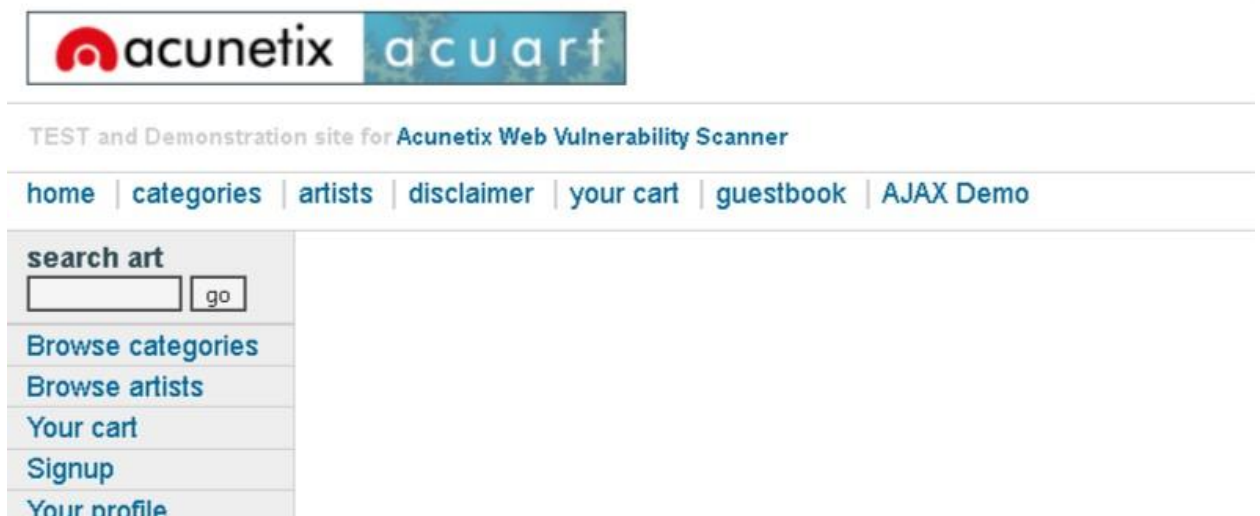 acunetix acuart
TEST and Demonstration site for Acunetix Web Vulnerability Scanner
home | categories | artists | disclaimer | your cart | guestbook | AJAX Demo
search art
go
Browse categories
Browse artists
Your cart
Signup
Your profile